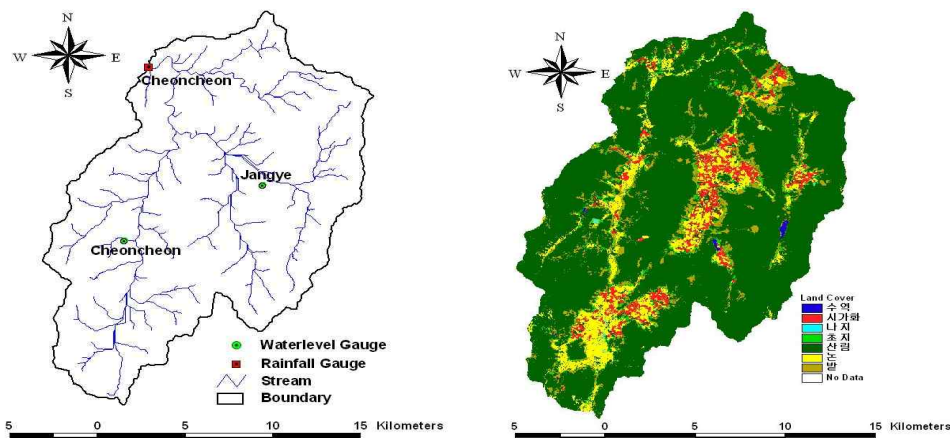 N
W E
S
Cheoncheon
Jangye
Cheoncheon
Waterlevel Gauge
Rainfall Gauge
Stream
Boundary
5 0 5 10 15 Kilometers
N
W E
S
Land Cover
수 역
시가화
나 지
초 지
산 림
논
밭
No Data
5 0 5 10 15 Kilometers